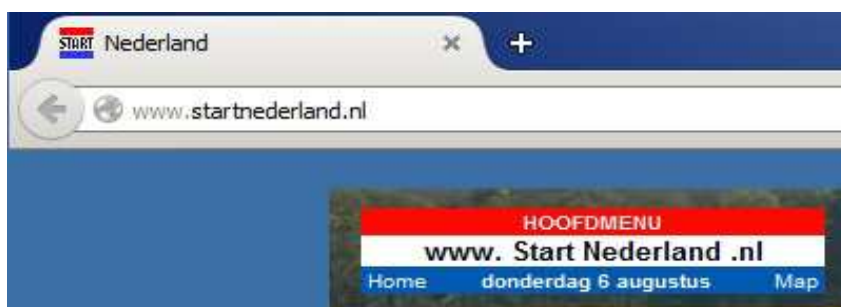 START Nederland
www.startnederland.nl
HOOFDMENU
www. Start Nederland .nl
Home donderdag 6 augustus Map